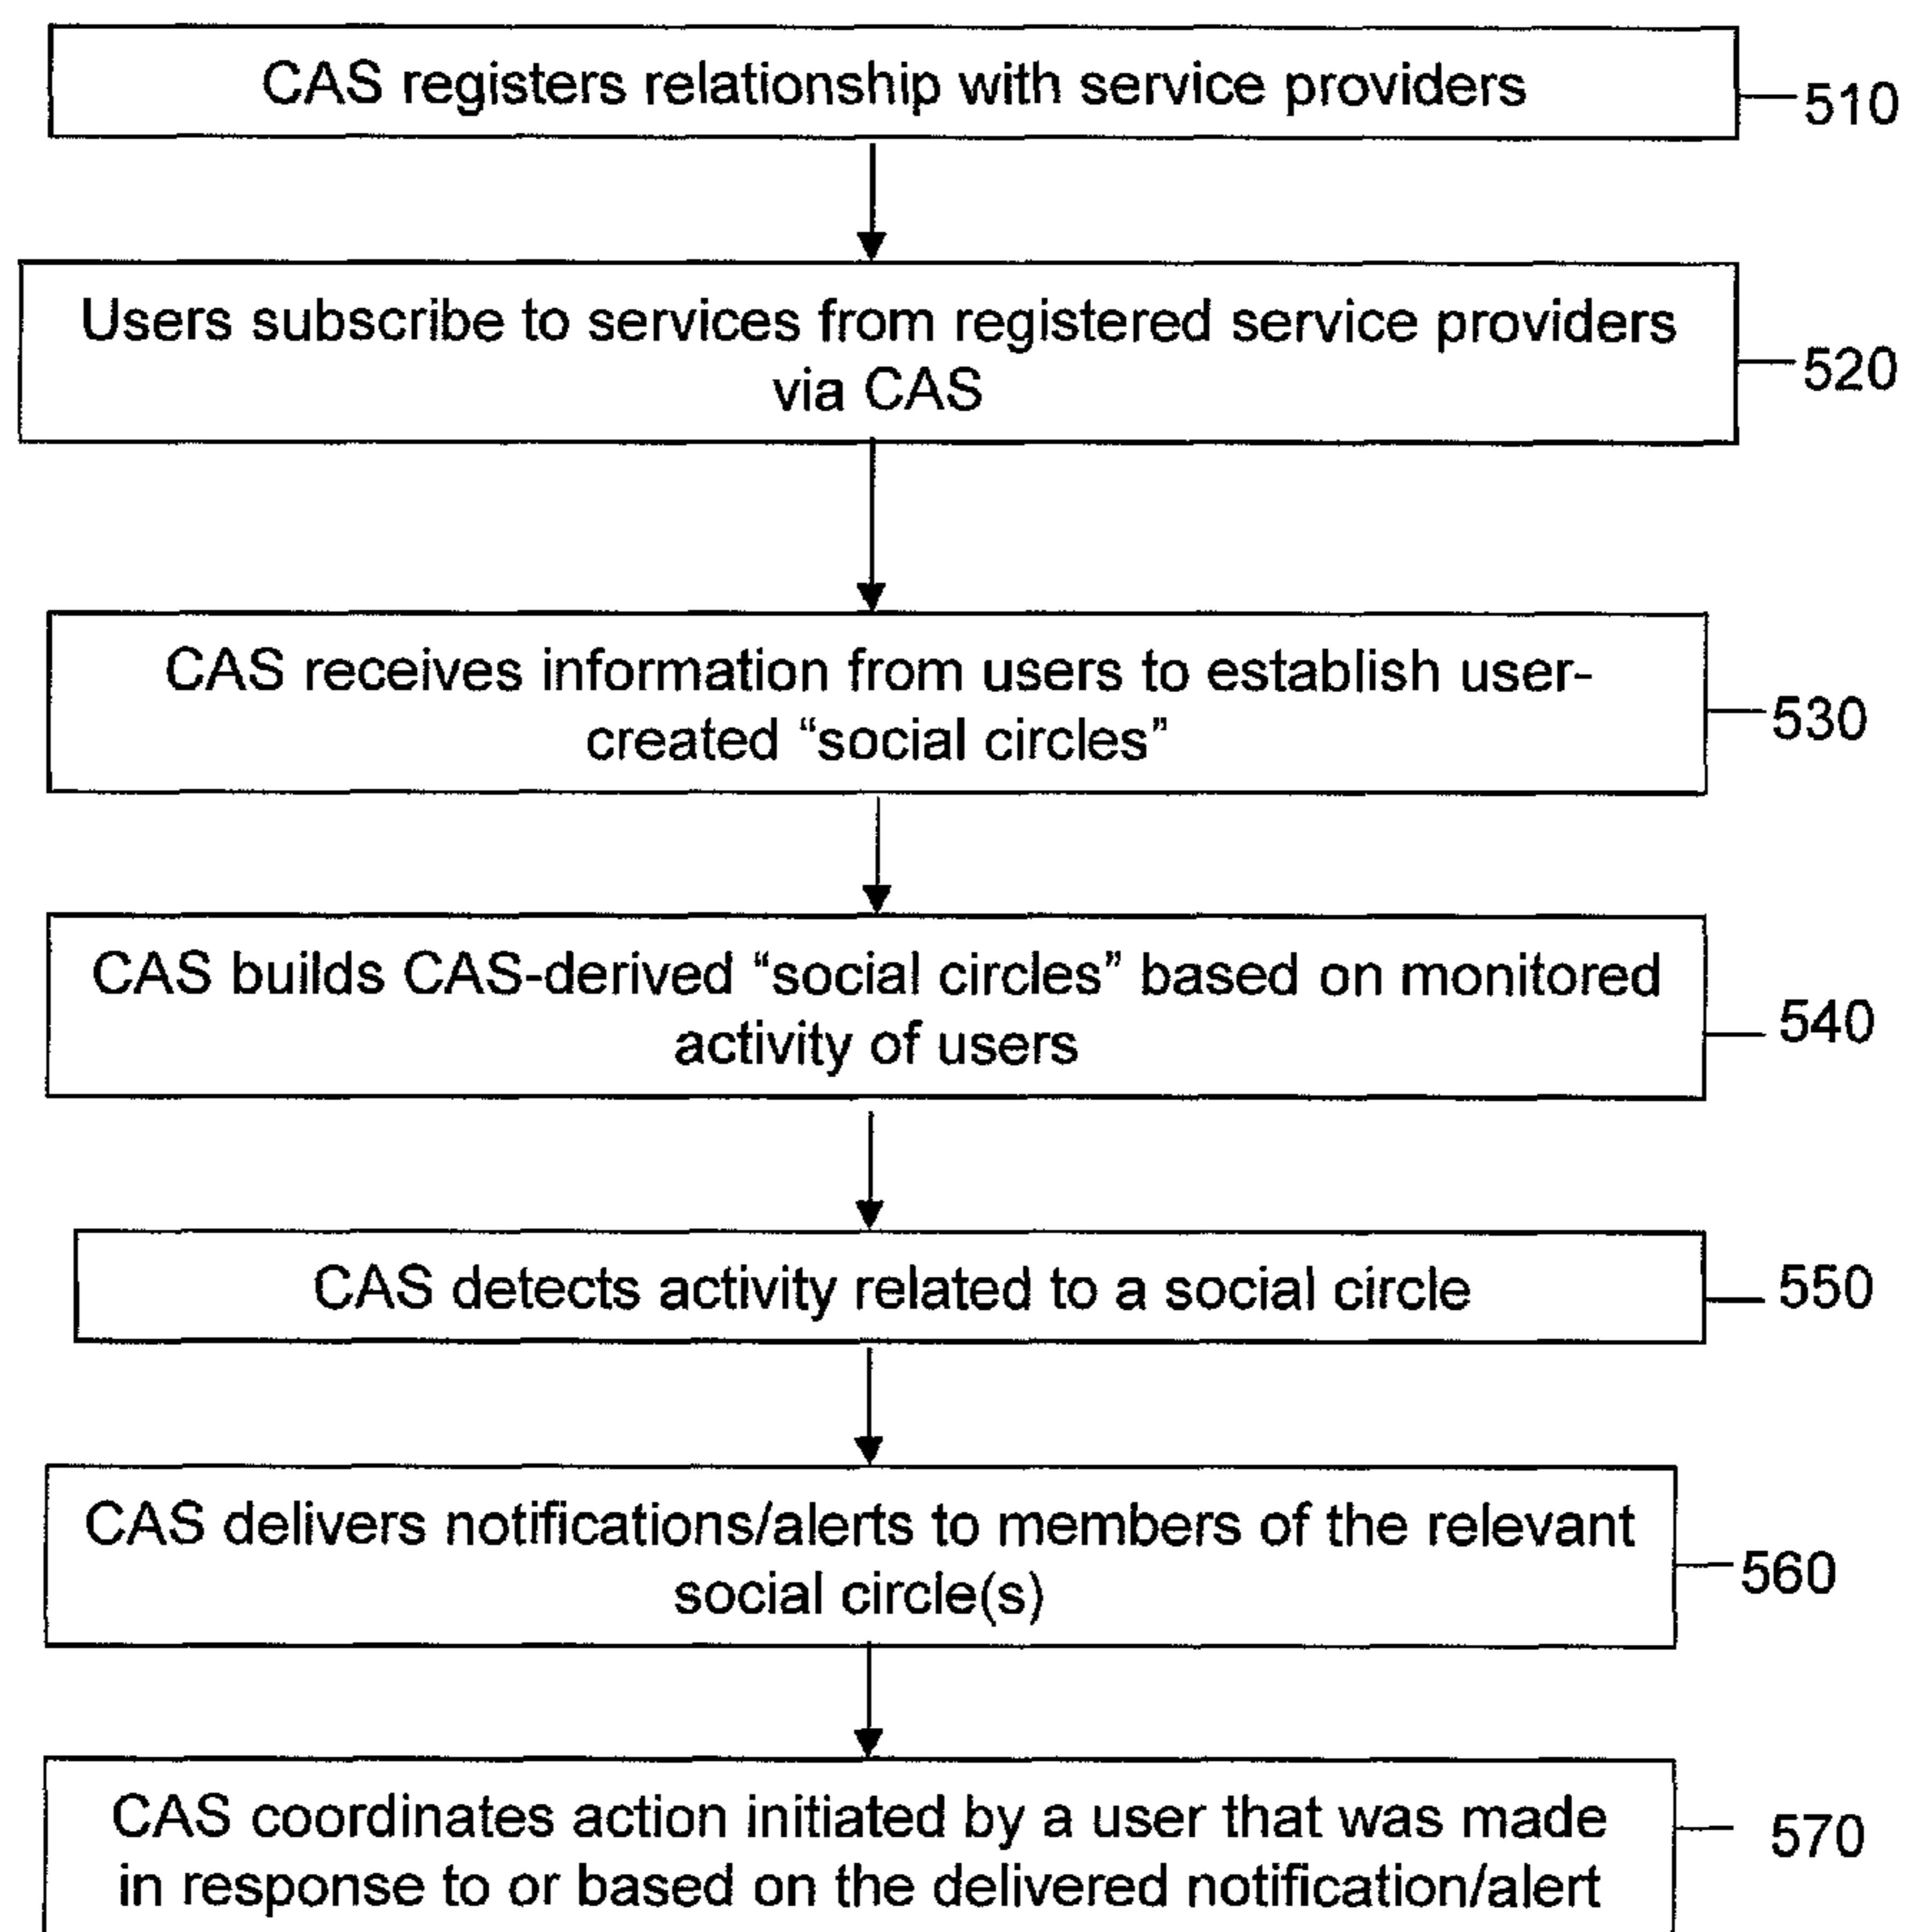 CAS registers relationship with service providers
510
Users subscribe to services from registered service providers
via CAS
520
CAS receives information from users to establish user-
created “social circles”
530
CAS builds CAS-derived “social circles” based on monitored
activity of users
540
CAS detects activity related to a social circle
550
CAS delivers notifications/alerts to members of the relevant
social circle(s)
560
CAS coordinates action initiated by a user that was made
in response to or based on the delivered notification/alert
570